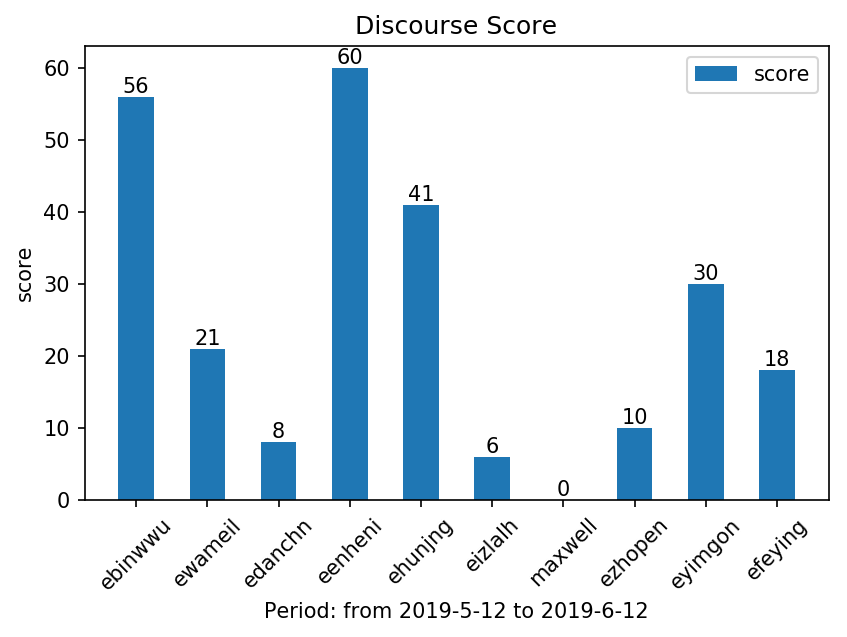 Discourse Score
score
60
50
40
30
20
10
0
score
56
21
8
60
41
6
0
10
30
18
ebinwwu
ewameil
edanchn
eenheni
ehunjng
eizlalh
maxwell
ezhopen
eyimgon
efeying
Period: from 2019-5-12 to 2019-6-12